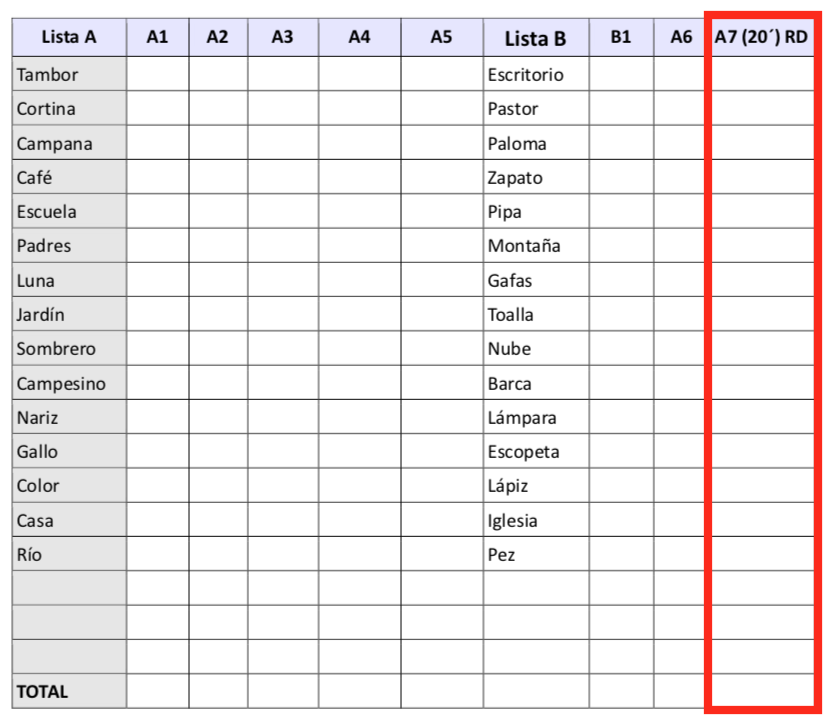 Lista A A1 A2 A3 A4 A5 Lista B B1 A6 A7 (20´) RD
Tambor Escritorio
Cortina Pastor
Campana Paloma
Café Zapato
Escuela Pipa
Padres Montaña
Luna Gafas
Jardín Toalla
Sombrero Nube
Campesino Barca
Nariz Lámpara
Gallo Escopeta
Color Lápiz
Casa Iglesia
Río Pez
TOTAL